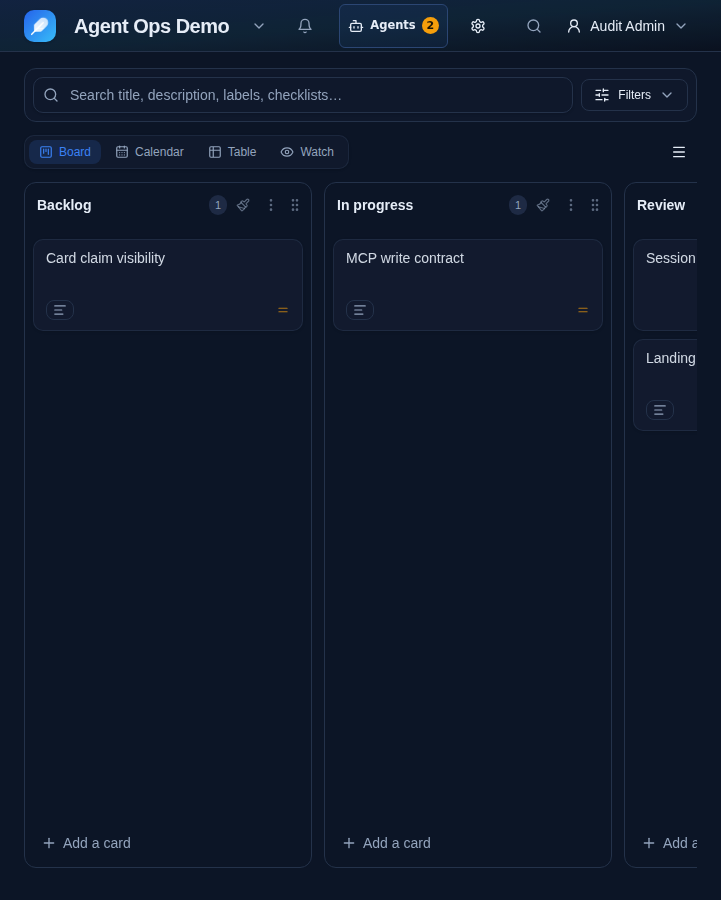 Agent Ops Demo
Agents 2
Audit Admin
Search title, description, labels, checklists…
Filters
Board
Calendar
Table
Watch
Backlog 1
Card claim visibility
Add a card
In progress 1
MCP write contract
Add a card
Review
Session
Landing
Add a